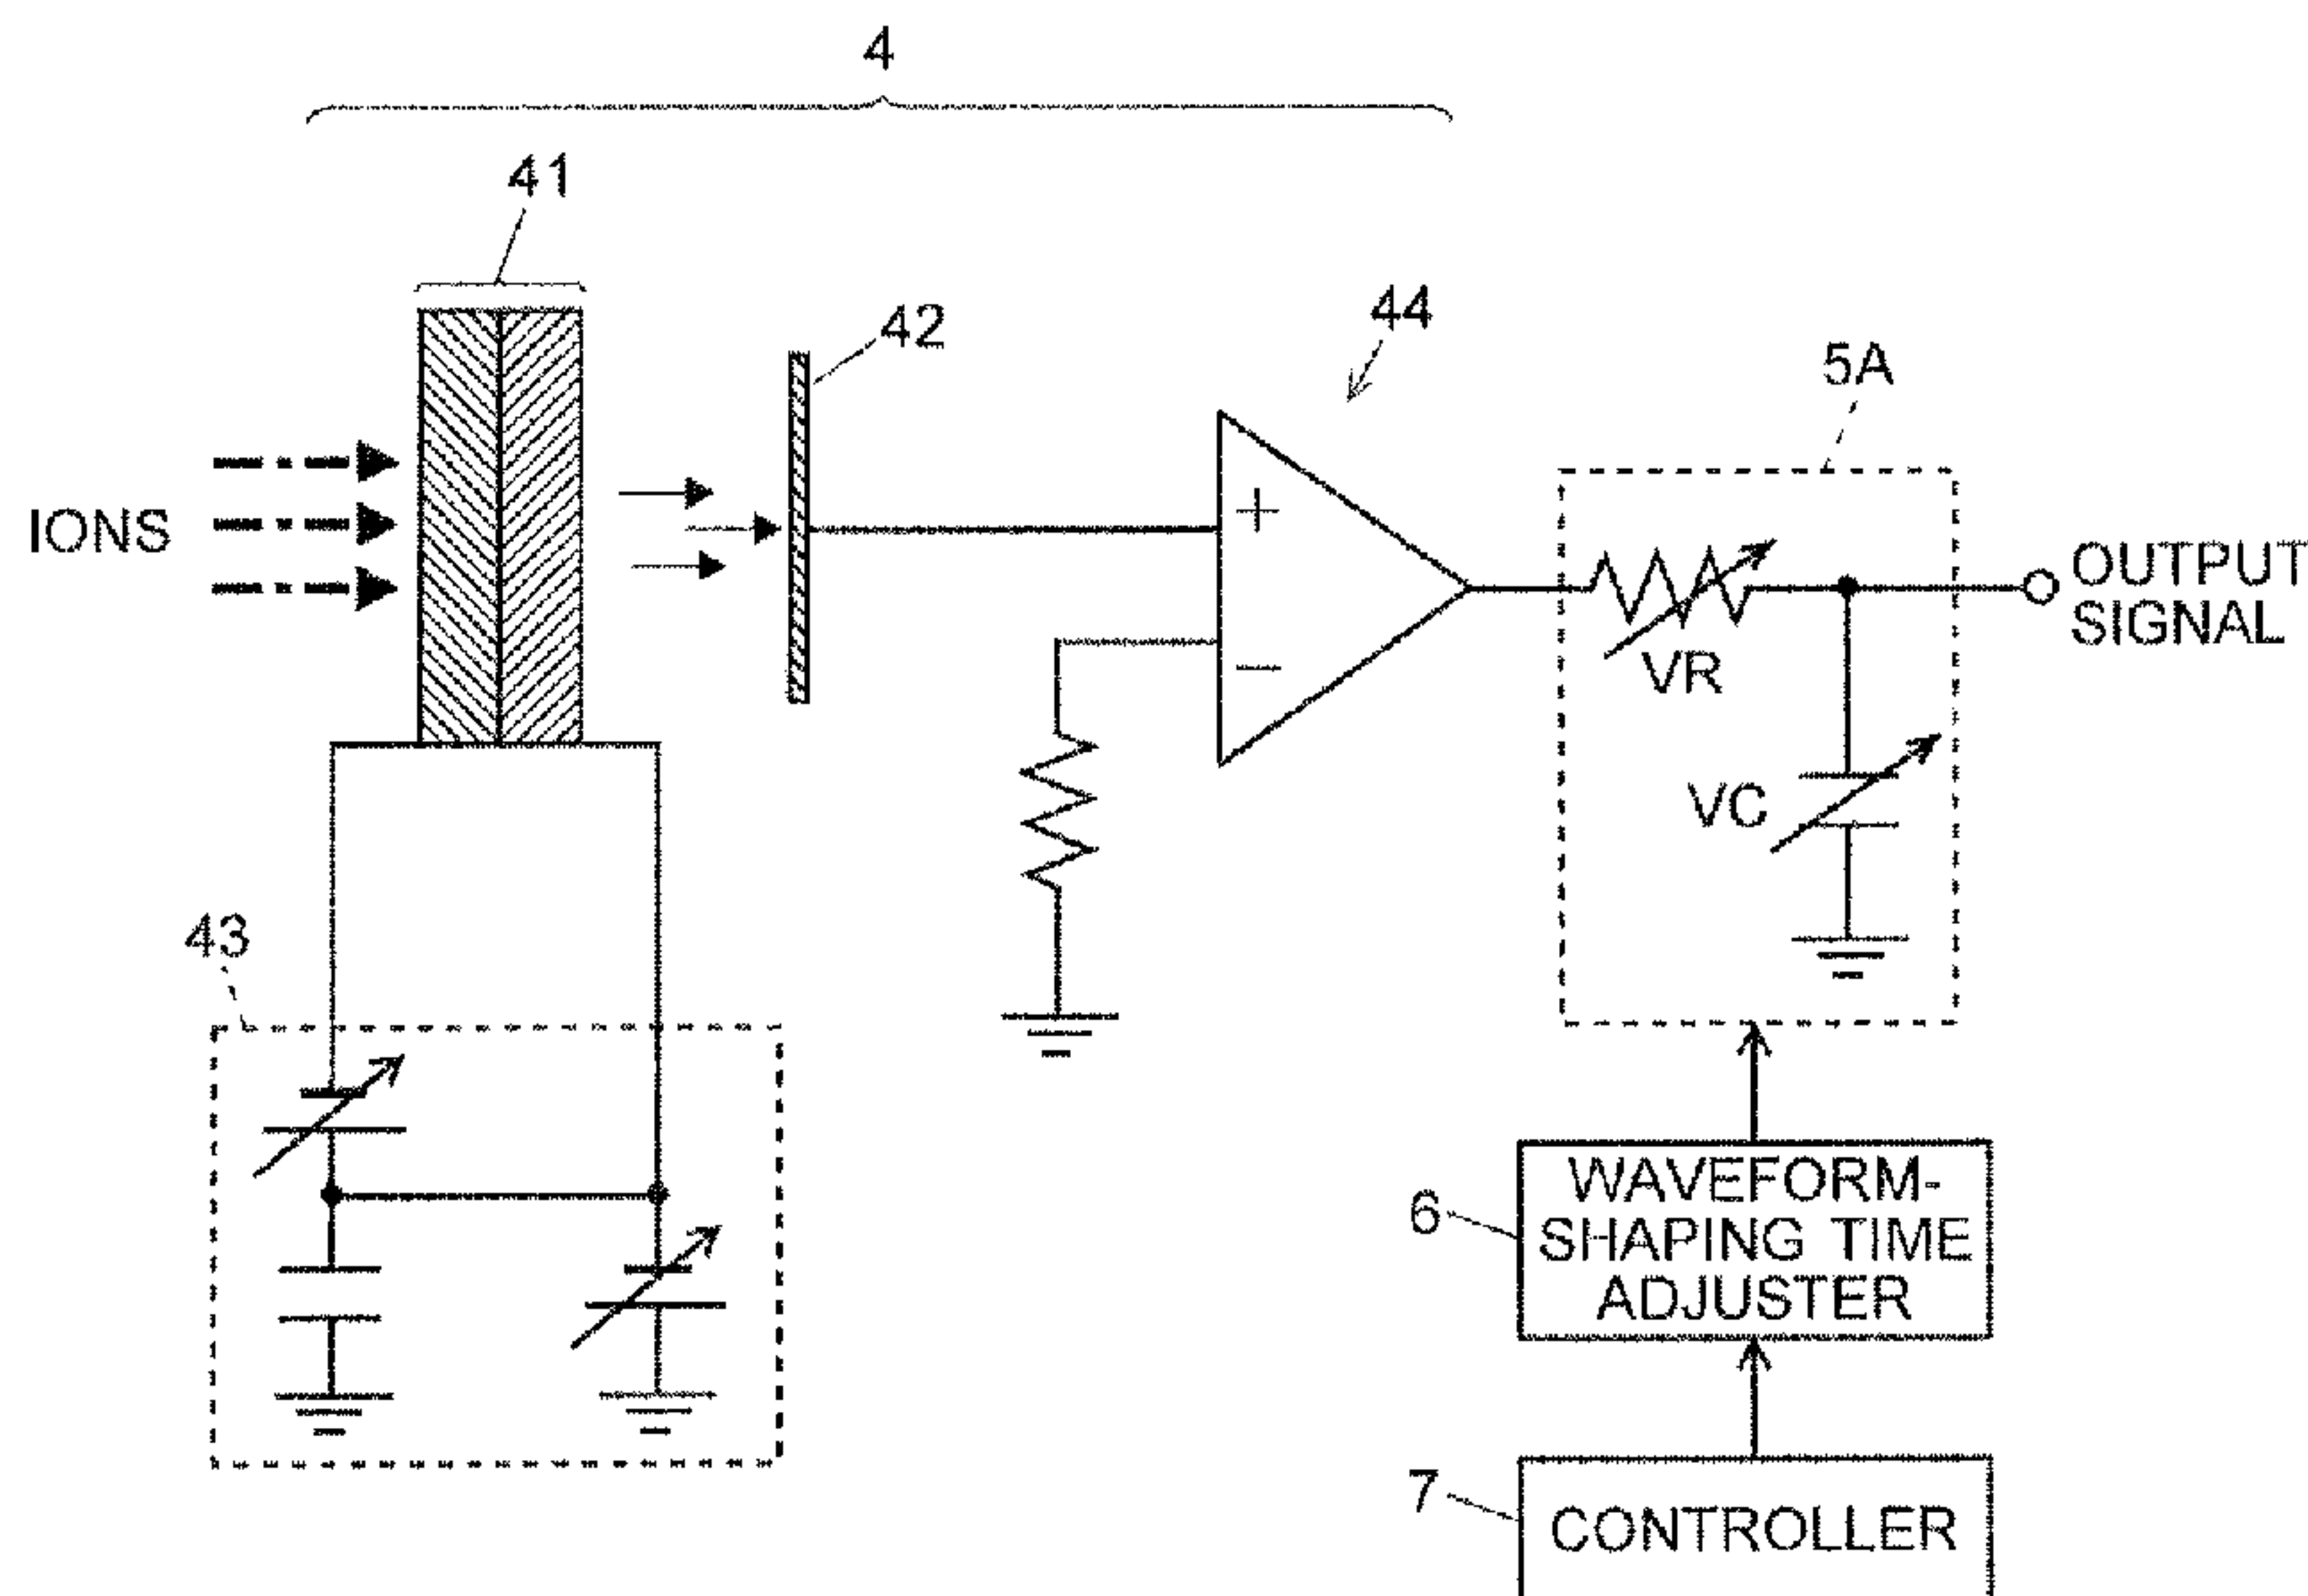 4
41
42
44
5A
IONS
+
−
OUTPUT
SIGNAL
VR
VC
43
6
WAVEFORM-
SHAPING TIME
ADJUSTER
7
CONTROLLER